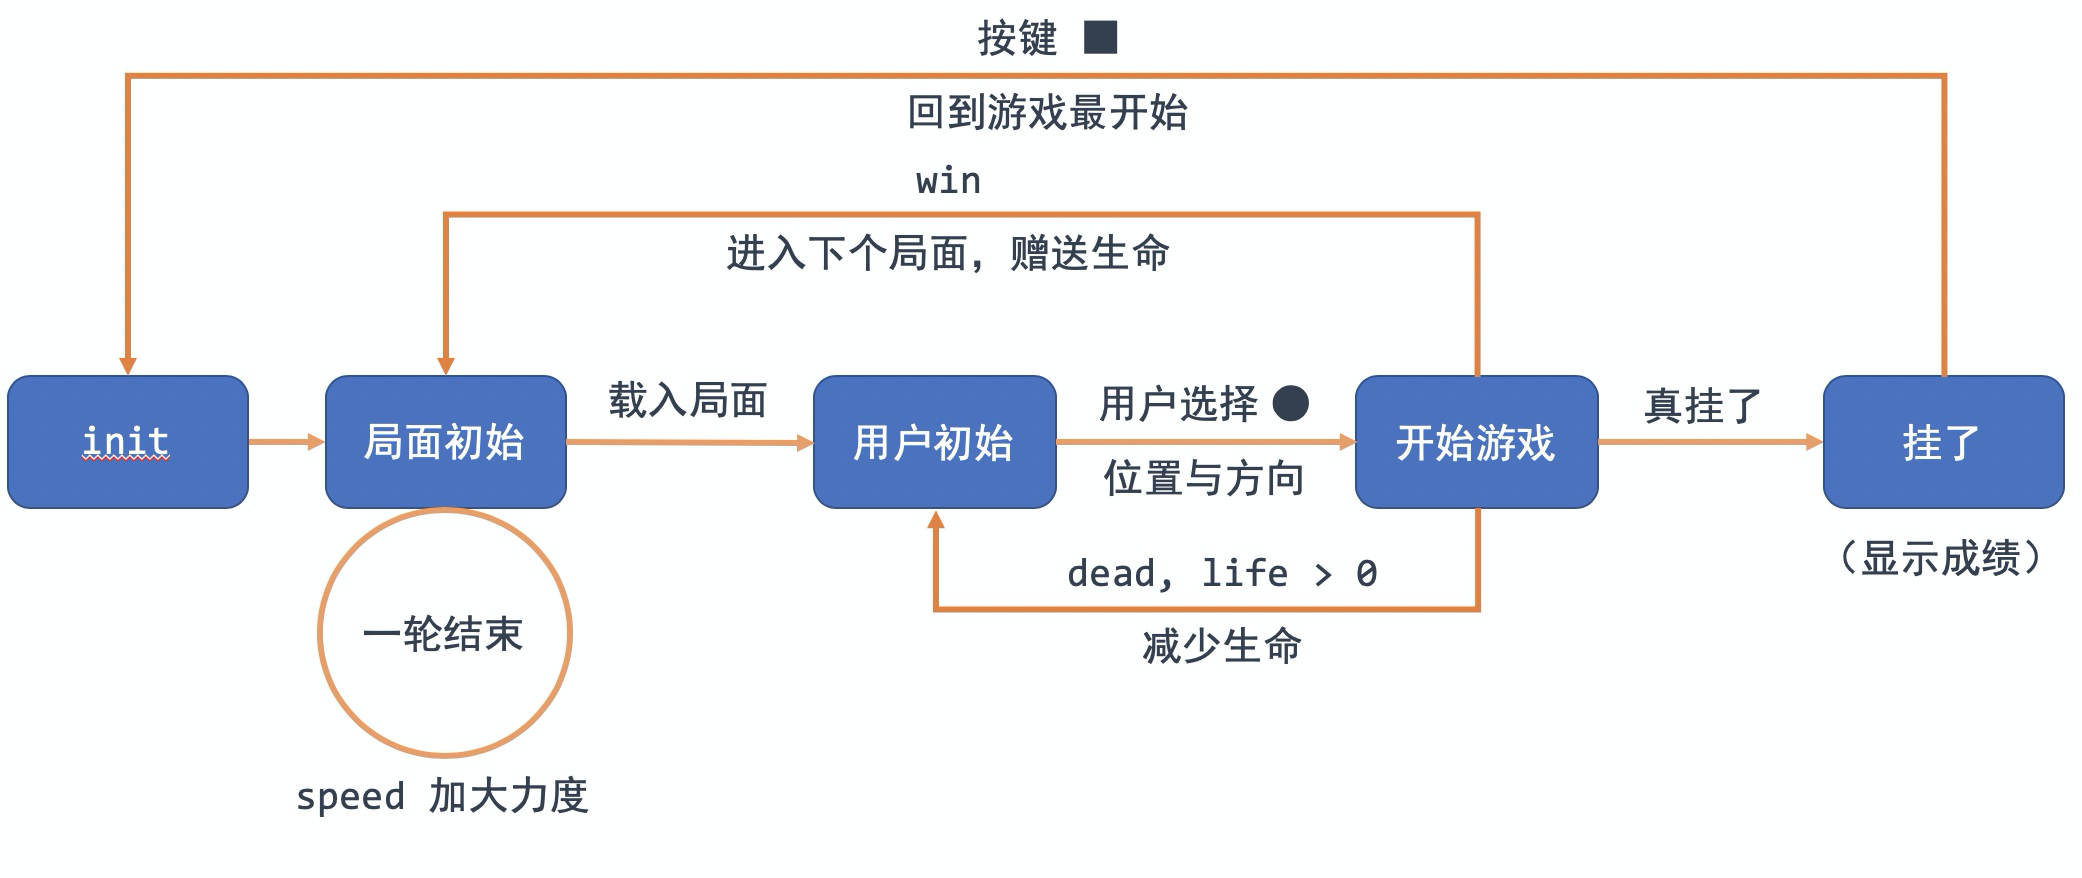 按键
回到游戏最开始
win
进入下个局面，赠送生命
init
局面初始
载入局面
用户初始
用户选择
位置与方向
开始游戏
真挂了
挂了
（显示成绩）
dead, life > 0
减少生命
一轮结束
speed 加大力度